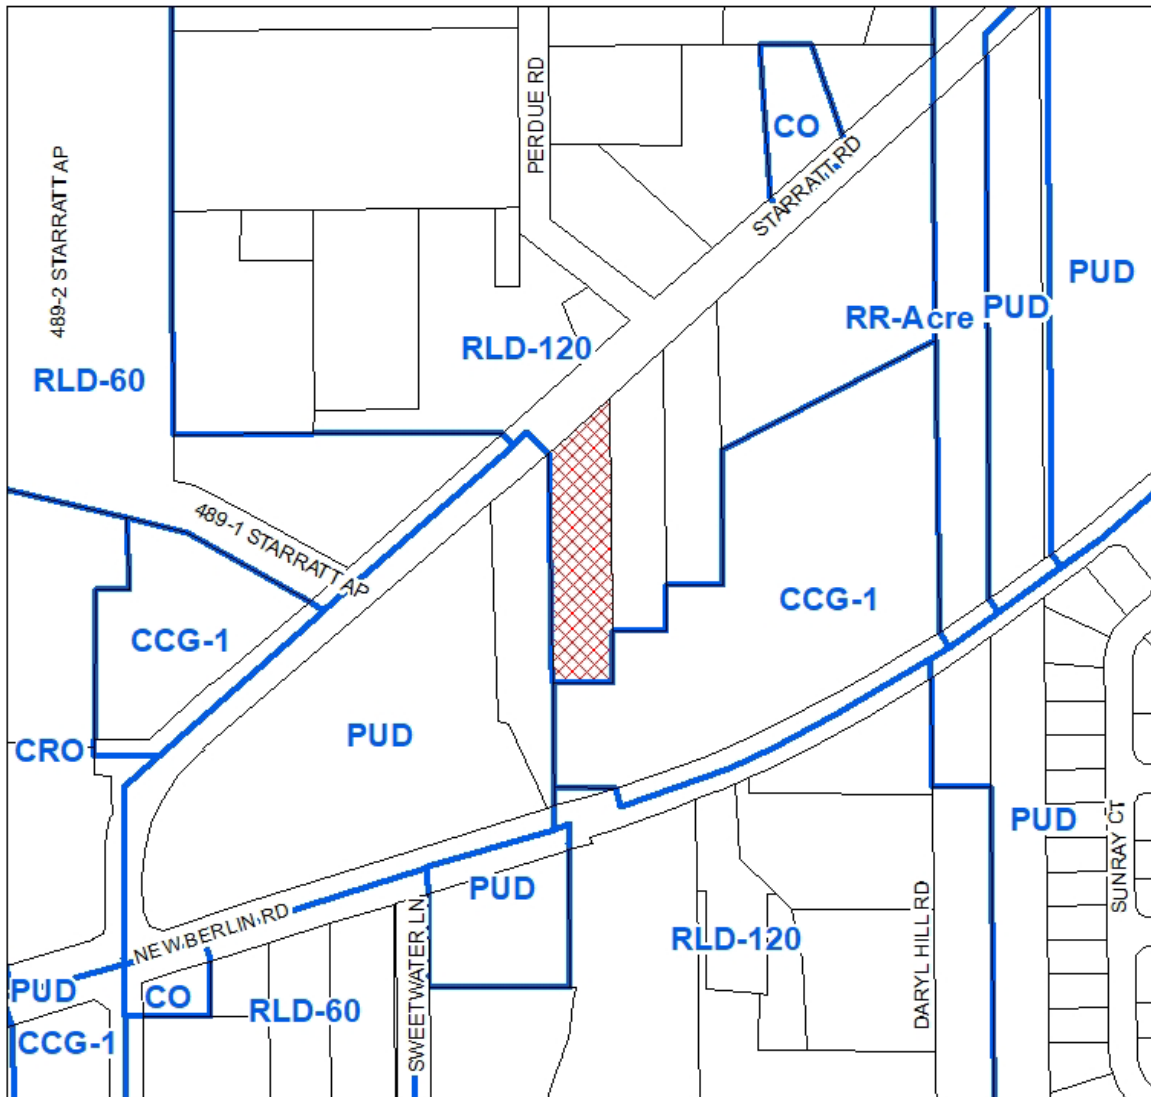 PERDUE RD
CO
STARRATT RD
489-2 STARRATT AP
PUD
RR-Acre
PUD
RLD-120
RLD-60
489-1 STARRATT AP
CCG-1
CCG-1
PUD
CRO
PUD
SUNRAY CT
PUD
NEW BERLIN RD
SWEETWATER LN
RLD-120
DARYL HILL RD
PUD
CO
RLD-60
CCG-1